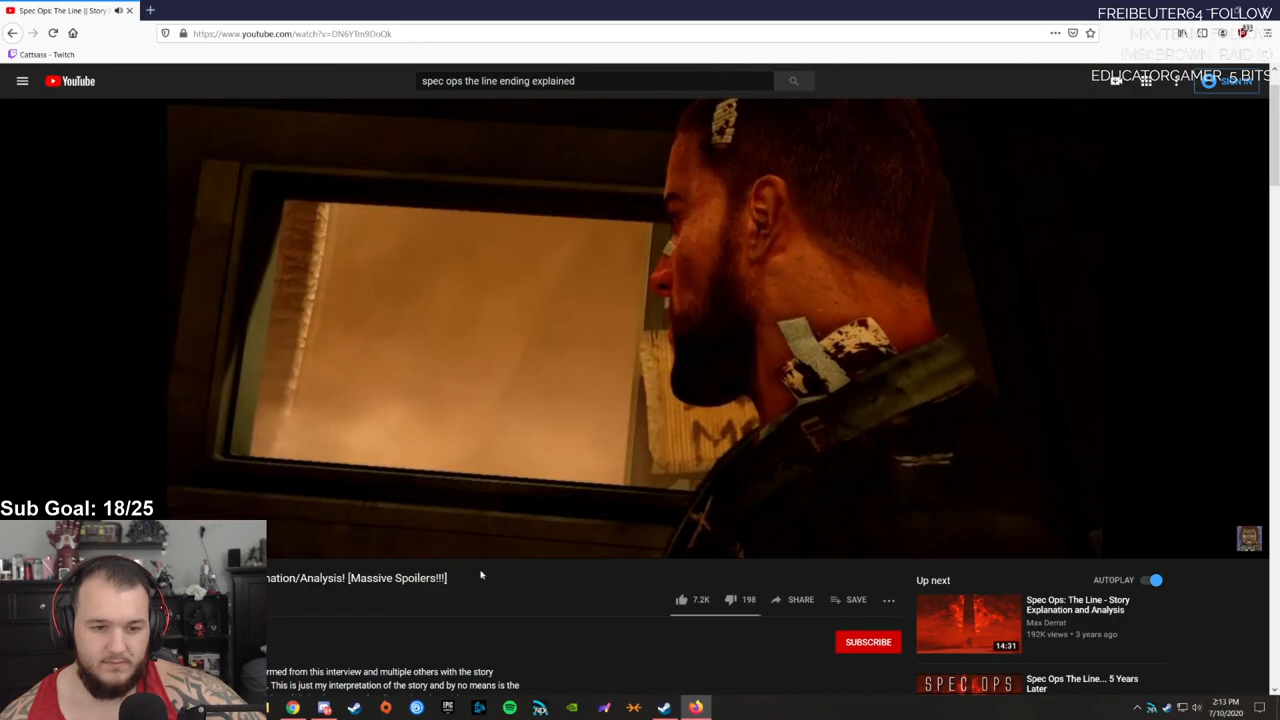 Spec Ops: The Line || Story
FREIBEUTER64 FOLLOW
https://www.youtube.com/watch?v=DN6YTm9DoQk
Cattsass - Twitch
EDUCATORGAMER_5 BITS
YouTube
spec ops the line ending explained
SIGN IN
Sub Goal: 18/25
nation/Analysis! [Massive Spoilers!!!]
7.2K
198
SHARE
SAVE
SUBSCRIBE
rmed from this interview and multiple others with the story
. This is just my interpretation of the story and by no means is the
Up next
AUTOPLAY
Spec Ops: The Line - Story
Explanation and Analysis
Max Derrat
192K views • 3 years ago
14:31
SPEC OPS
Spec Ops The Line... 5 Years
Later
EPIC
GAMES
2:13 PM
7/10/2020